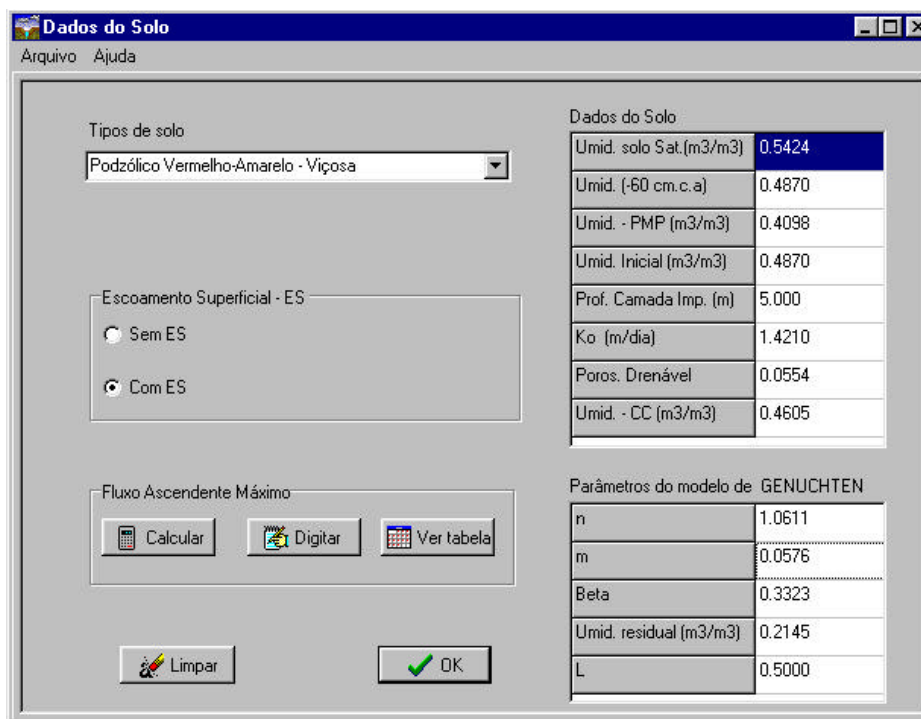 Dados do Solo
Arquivo Ajuda
Tipos de solo
Podzólico Vermelho-Amarelo - Viçosa
Escoamento Superficial - ES
Sem ES
Com ES
Fluxo Ascendente Máximo
Calcular Digitar Ver tabela
Limpar OK
Dados do Solo
Umid. solo Sat.(m3/m3) 0.5424
Umid. (-60 cm.c.a) 0.4870
Umid. - PMP (m3/m3) 0.4098
Umid. Inicial (m3/m3) 0.4870
Prof. Camada Imp. (m) 5.000
Ko (m/dia) 1.4210
Poros. Drenável 0.0554
Umid. - CC (m3/m3) 0.4605
Parâmetros do modelo de GENUCHTEN
n 1.0611
m 0.0576
Beta 0.3323
Umid. residual (m3/m3) 0.2145
L 0.5000